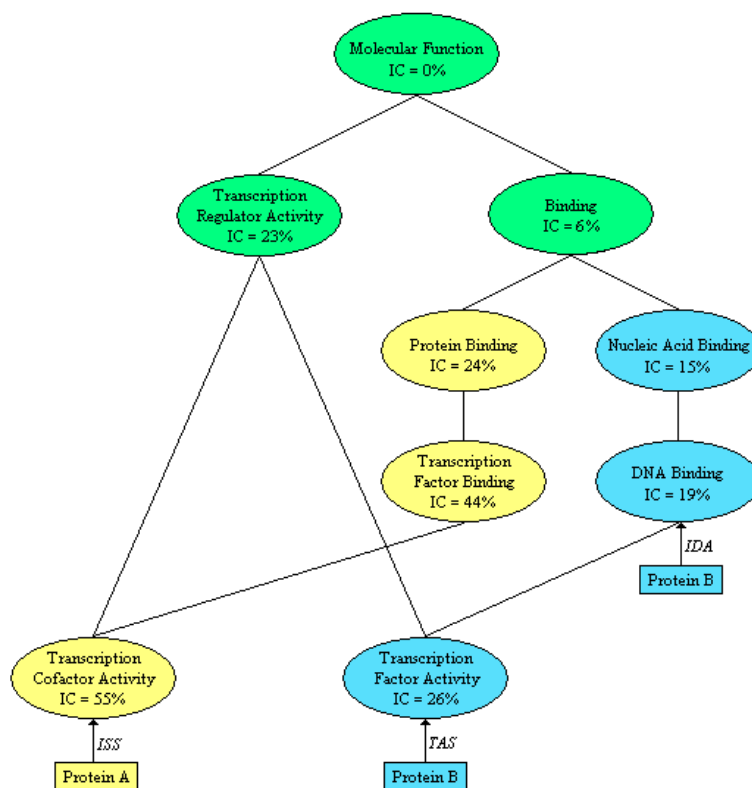 Molecular Function
IC = 0%
Transcription
Regulator Activity
IC = 23%
Binding
IC = 6%
Protein Binding
IC = 24%
Nucleic Acid Binding
IC = 15%
Transcription
Factor Binding
IC = 44%
DNA Binding
IC = 19%
IDA
Protein B
Transcription
Cofactor Activity
IC = 55%
Transcription
Factor Activity
IC = 26%
ISS
TAS
Protein A
Protein B